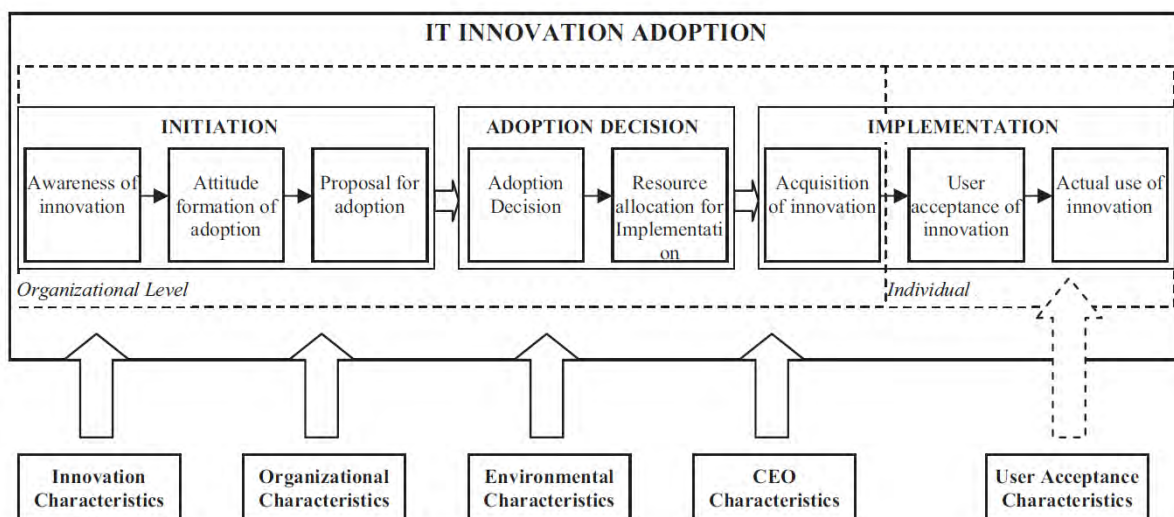 IT INNOVATION ADOPTION
INITIATION
Awareness of
innovation
Attitude
formation of
adoption
Proposal for
adoption
ADOPTION DECISION
Adoption
Decision
Resource
allocation for
Implementati
on
IMPLEMENTATION
Acquisition
of innovation
User
acceptance of
innovation
Actual use of
innovation
Organizational Level
Individual
Innovation
Characteristics
Organizational
Characteristics
Environmental
Characteristics
CEO
Characteristics
User Acceptance
Characteristics